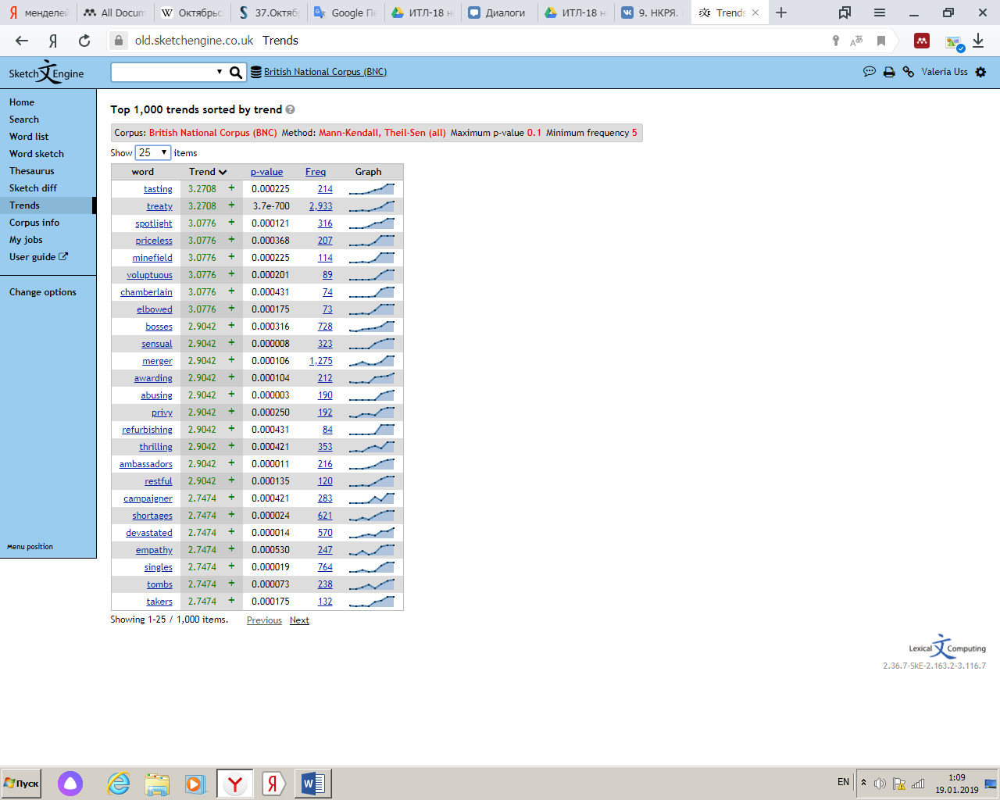 менделей
All Docum
Октябрьс
37.Октяб
Google П
ИТЛ-18 н
Диалоги
ИТЛ-18 н
9. НКРЯ.
Trends
old.sketchengine.co.uk Trends
Sketch Engine
British National Corpus (BNC)
Valeria Uss
Home
Search
Word list
Word sketch
Thesaurus
Sketch diff
Trends
Corpus info
My jobs
User guide
Change options
Menu position
Top 1,000 trends sorted by trend
Corpus: British National Corpus (BNC) Method: Mann-Kendall, Theil-Sen (all) Maximum p-value 0.1 Minimum frequency 5
Show 25 items
word Trend p-value Freq Graph
tasting 3.2708 + 0.000225 214
treaty 3.2708 + 3.7e-700 2,933
spotlight 3.0776 + 0.000121 316
priceless 3.0776 + 0.000368 207
minefield 3.0776 + 0.000225 114
voluptuous 3.0776 + 0.000201 89
chamberlain 3.0776 + 0.000431 74
elbowed 3.0776 + 0.000175 73
bosses 2.9042 + 0.000316 728
sensual 2.9042 + 0.000008 323
merger 2.9042 + 0.000106 1,275
awarding 2.9042 + 0.000104 212
abusing 2.9042 + 0.000003 190
privy 2.9042 + 0.000250 192
refurbishing 2.9042 + 0.000431 84
thrilling 2.9042 + 0.000421 353
ambassadors 2.9042 + 0.000011 216
restful 2.9042 + 0.000135 120
campaigner 2.7474 + 0.000421 283
shortages 2.7474 + 0.000024 621
devastated 2.7474 + 0.000014 570
empathy 2.7474 + 0.000530 247
singles 2.7474 + 0.000019 764
tombs 2.7474 + 0.000073 238
takers 2.7474 + 0.000175 132
Showing 1-25 / 1,000 items. Previous Next
Lexical Computing
2.36.7-SkE-2.163.2-3.116.7
Пуск
EN
1:09
19.01.2019